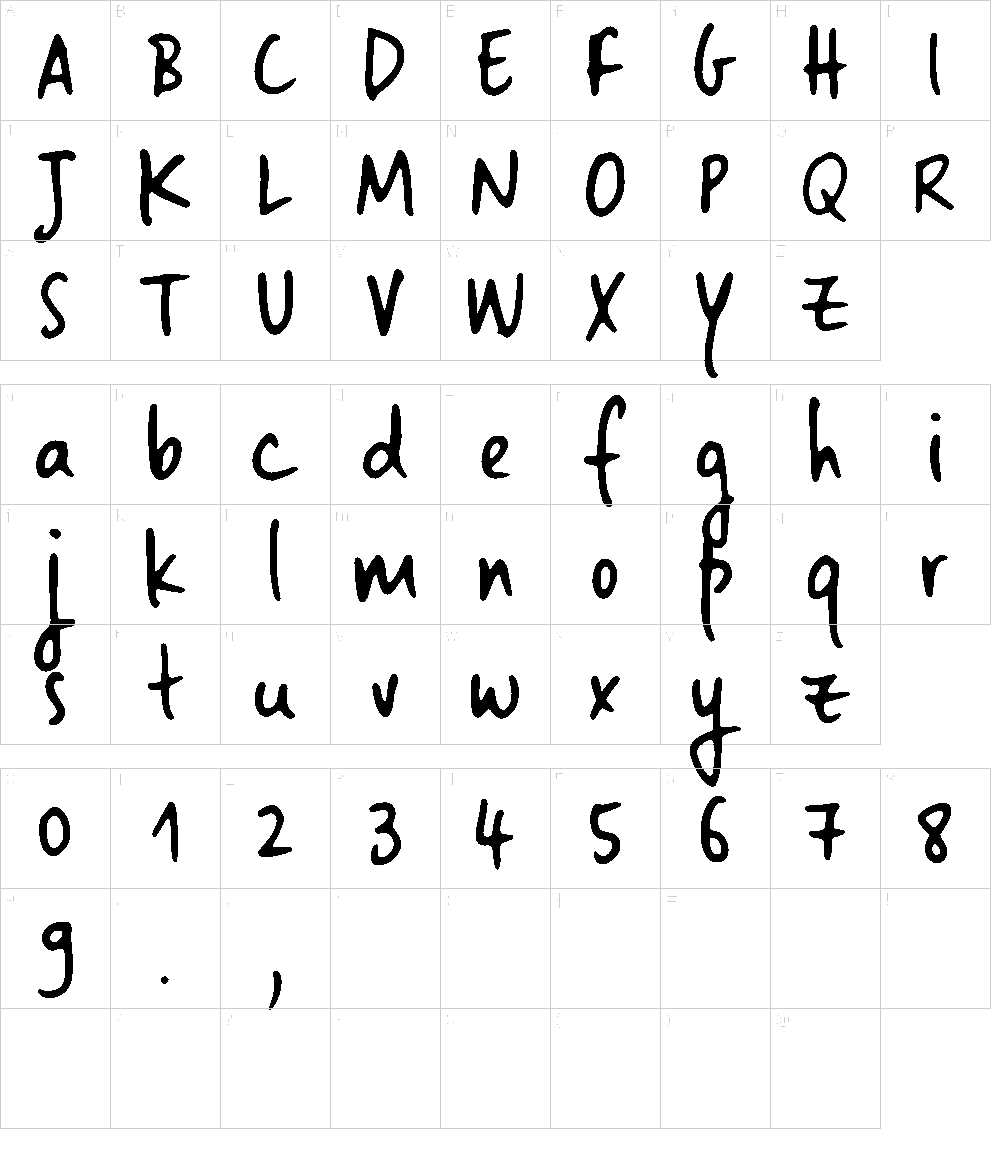 A B C D E F G H I
J K L M N O P Q R
S T U V W X Y Z
a b c d e f g h i
j k l m n o p q r
s t u v w x y z
0 1 2 3 4 5 6 7 8
9 . ,